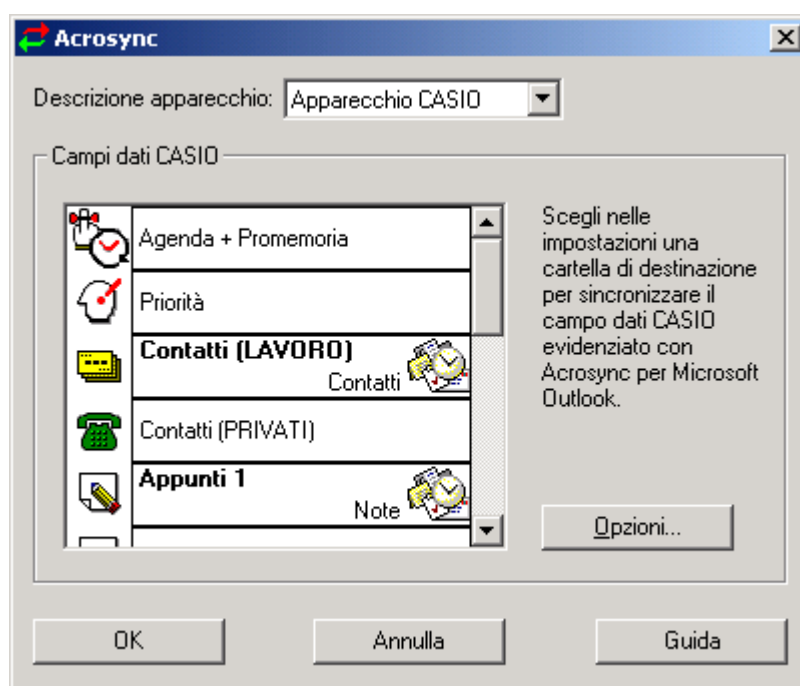 Acrosync
Descrizione apparecchio: Apparecchio CASIO
Campi dati CASIO
Agenda + Promemoria
Priorità
Contatti (LAVORO)
Contatti
Contatti (PRIVATI)
Appunti 1
Note
Scegli nelle
impostazioni una
cartella di destinazione
per sincronizzare il
campo dati CASIO
evidenziato con
Acrosync per Microsoft
Outlook.
Opzioni...
OK
Annulla
Guida